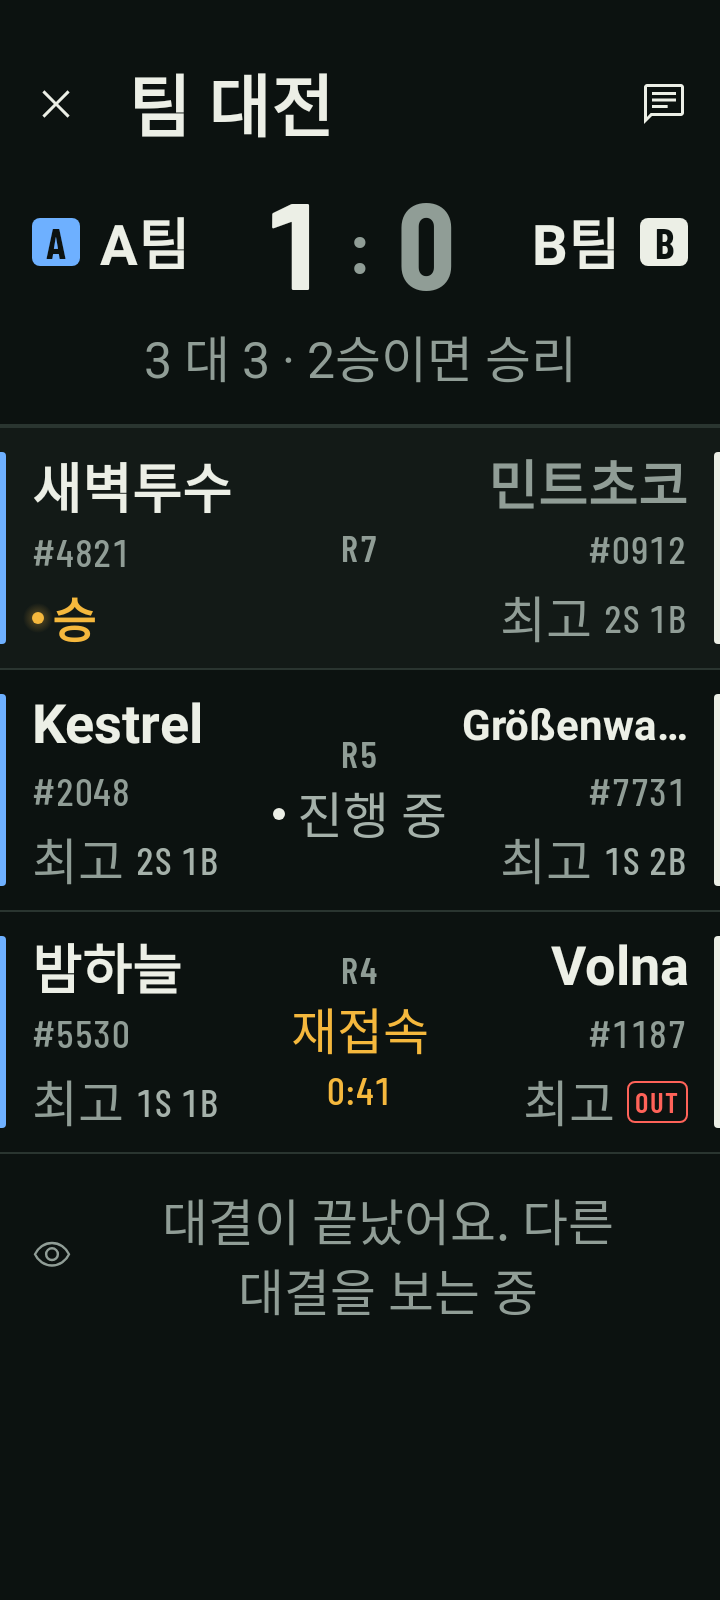 팀 대전
A A팀 1 : 0 B팀 B
3 대 3 · 2승이면 승리
새벽투수 민트초코
#4821 R7 #0912
승 최고 2S 1B
Kestrel Größenwa…
R5
#2048 #7731
진행 중
최고 2S 1B 최고 1S 2B
밤하늘 Volna
R4
#5530 재접속 #1187
0:41
최고 1S 1B 최고 OUT
대결이 끝났어요. 다른
대결을 보는 중